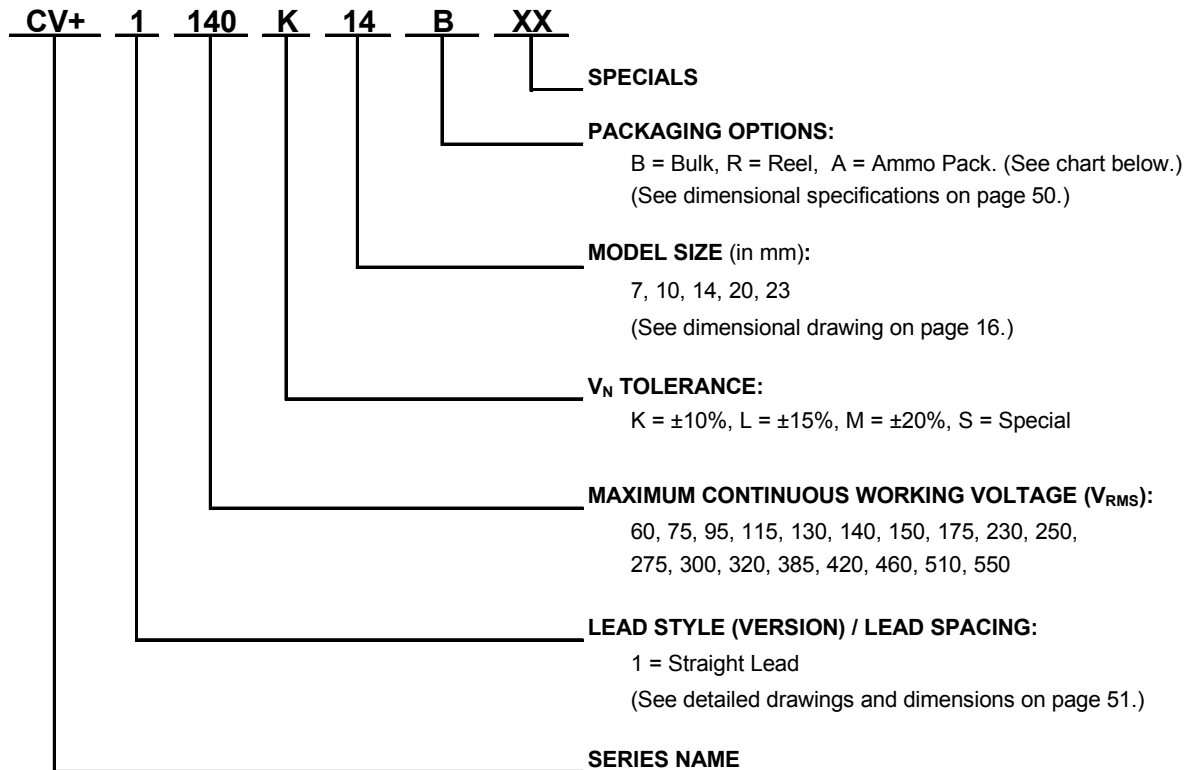 CV+ 1 140 K 14 B XX
SPECIALS
PACKAGING OPTIONS:
B = Bulk, R = Reel, A = Ammo Pack. (See chart below.)
(See dimensional specifications on page 50.)
MODEL SIZE (in mm):
7, 10, 14, 20, 23
(See dimensional drawing on page 16.)
VN TOLERANCE:
K = ±10%, L = ±15%, M = ±20%, S = Special
MAXIMUM CONTINUOUS WORKING VOLTAGE (VRMS):
60, 75, 95, 115, 130, 140, 150, 175, 230, 250,
275, 300, 320, 385, 420, 460, 510, 550
LEAD STYLE (VERSION) / LEAD SPACING:
1 = Straight Lead
(See detailed drawings and dimensions on page 51.)
SERIES NAME